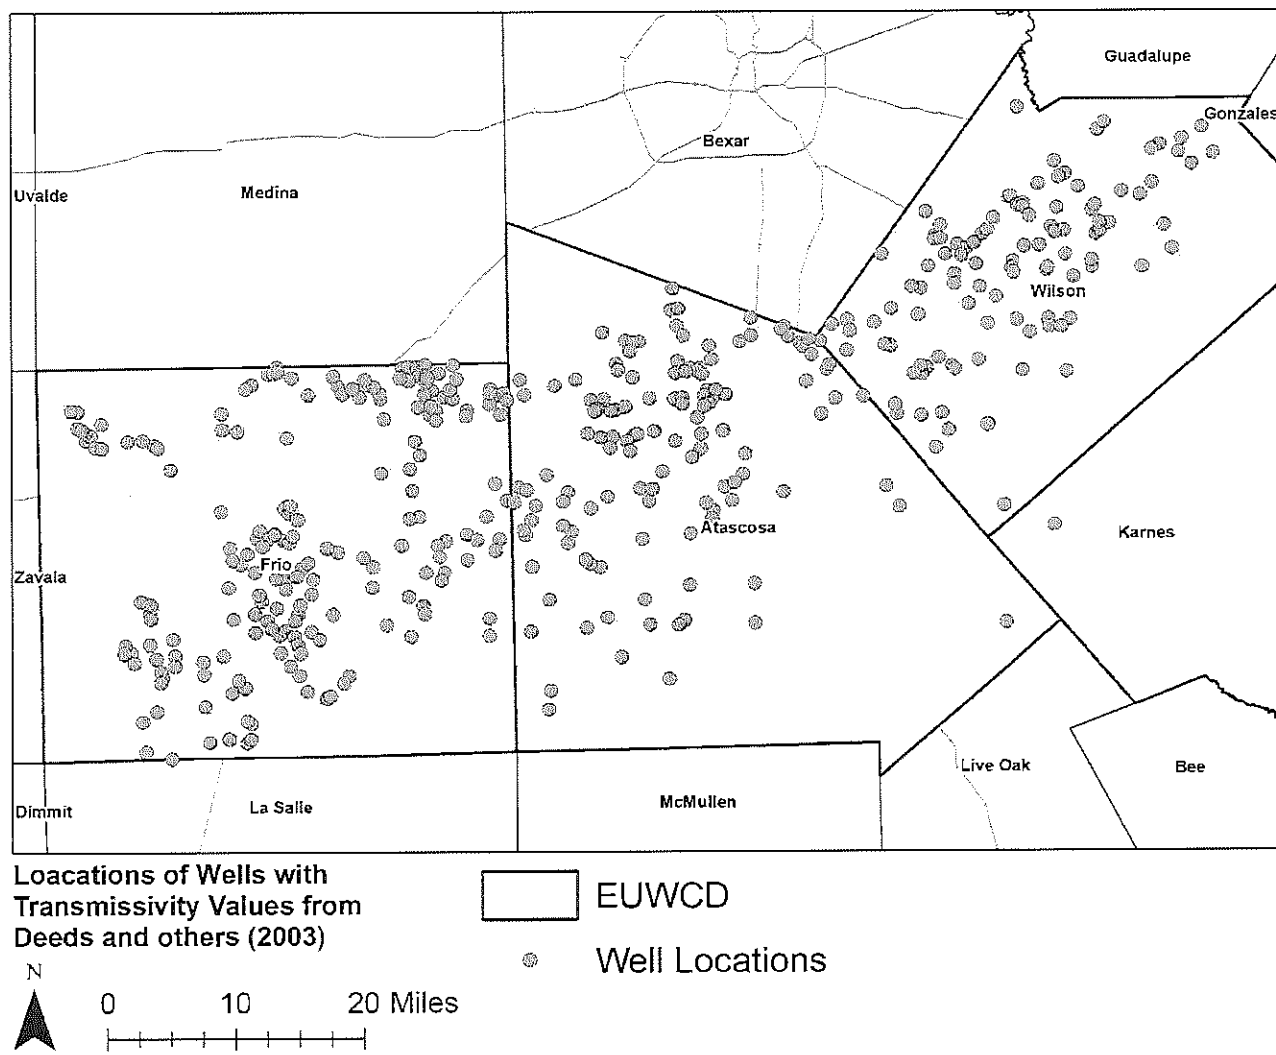 Guadalupe
Gonzales
Bexar
Uvalde
Medina
Wilson
Atascosa
Karnes
Frio
Zavala
Live Oak
Bee
McMullen
La Salle
Dimmit
Loacations of Wells with
Transmissivity Values from
Deeds and others (2003)
EUWCD
Well Locations
N
0 10 20 Miles